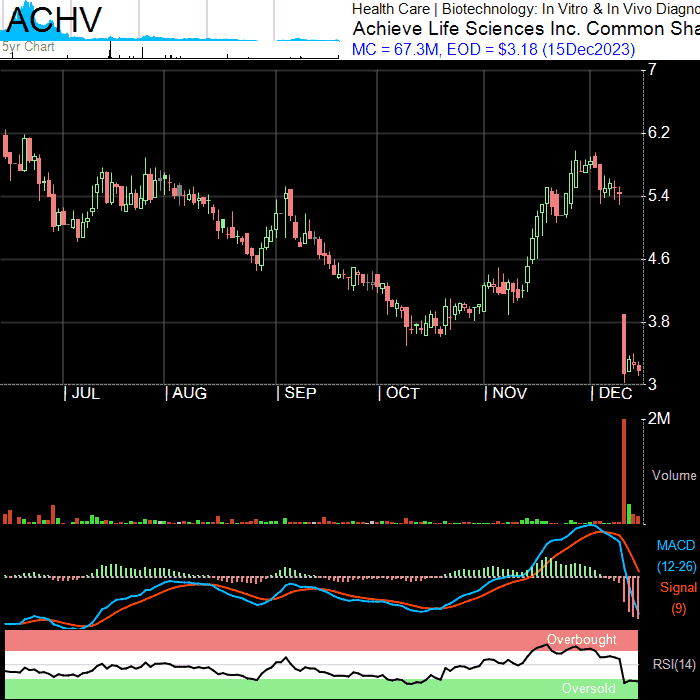 ACHV
5yr Chart
Health Care | Biotechnology: In Vitro & In Vivo Diagno
Achieve Life Sciences Inc. Common Sha
MC = 67.3M, EOD = $3.18 (15Dec2023)
7
6.2
5.4
4.6
3.8
3
JUL AUG SEP OCT NOV DEC
2M
Volume
MACD
(12-26)
Signal
(9)
Overbought
RSI(14)
Oversold